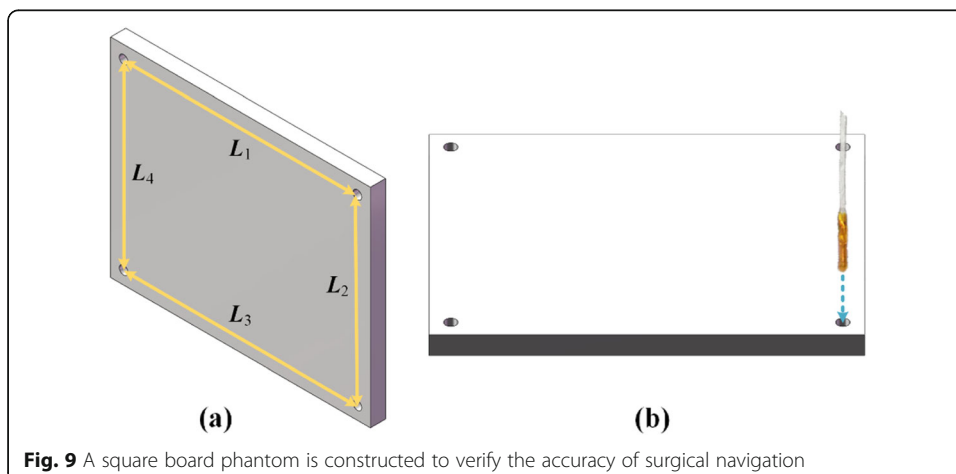 L1
L4
L2
L3
(a)
(b)
Fig. 9 A square board phantom is constructed to verify the accuracy of surgical navigation